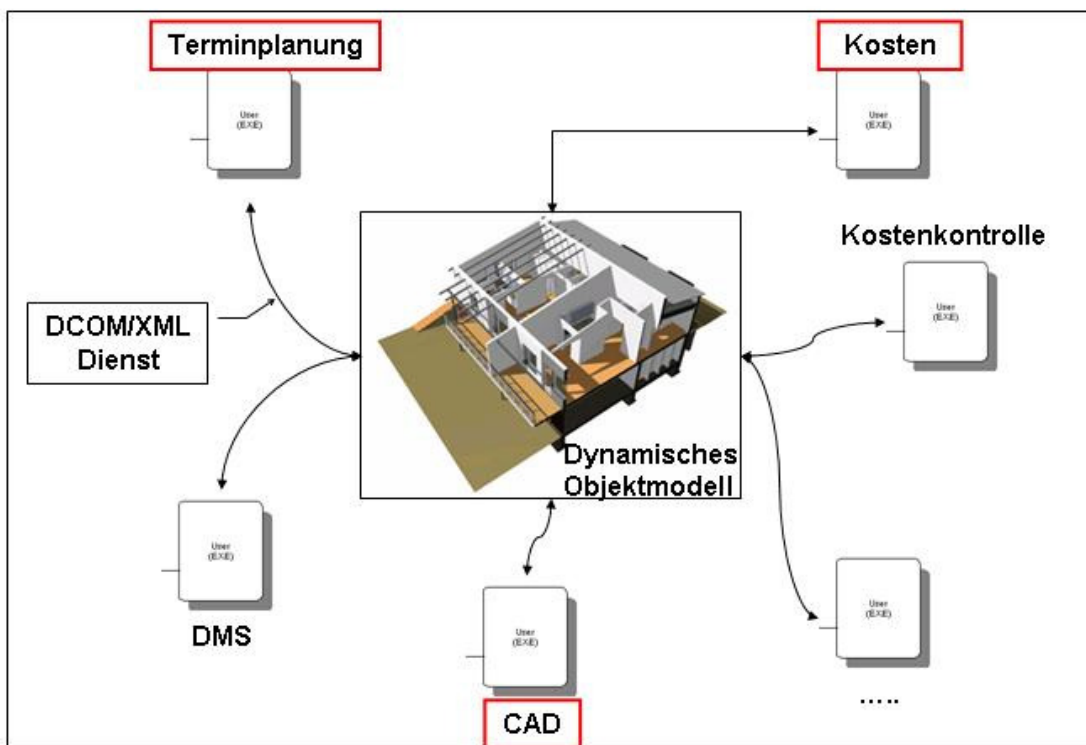 Terminplanung
Kosten
User
(EXE)
User
(EXE)
Kostenkontrolle
User
(EXE)
DCOM/XML
Dienst
Dynamisches
Objektmodell
User
(EXE)
DMS
User
(EXE)
CAD
User
(EXE)
.....